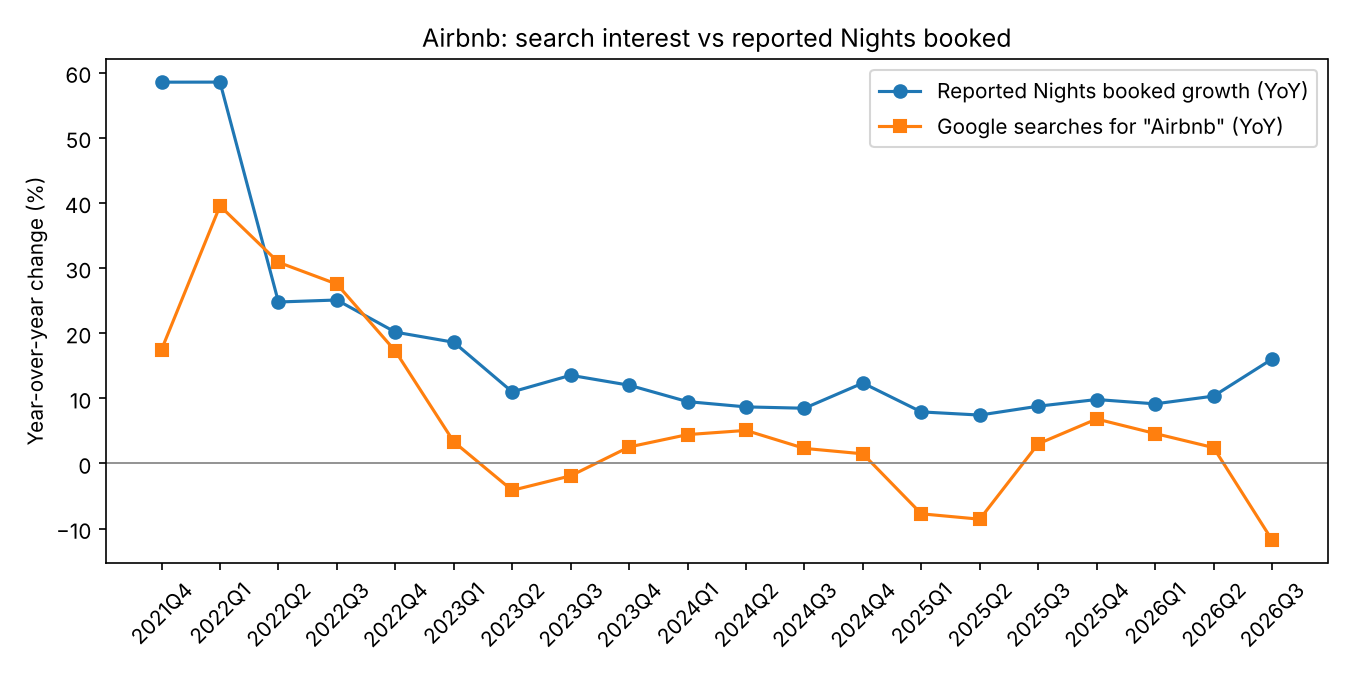 Airbnb: search interest vs reported Nights booked
Reported Nights booked growth (YoY)
Google searches for "Airbnb" (YoY)
Year-over-year change (%)
60
50
40
30
20
10
0
−10
2021Q4
2022Q1
2022Q2
2022Q3
2022Q4
2023Q1
2023Q2
2023Q3
2023Q4
2024Q1
2024Q2
2024Q3
2024Q4
2025Q1
2025Q2
2025Q3
2025Q4
2026Q1
2026Q2
2026Q3